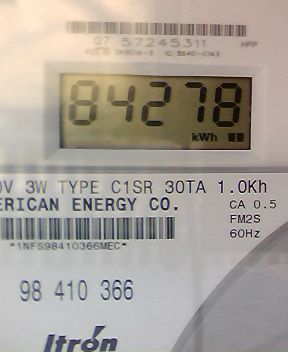 07 57245311 HPP
84278
kWh
0V 3W TYPE C1SR 30TA 1.0Kh
ERICAN ENERGY CO. CA 0.5
FM2S
*1NFS98410366MEC* 60Hz
98 410 366
Itron